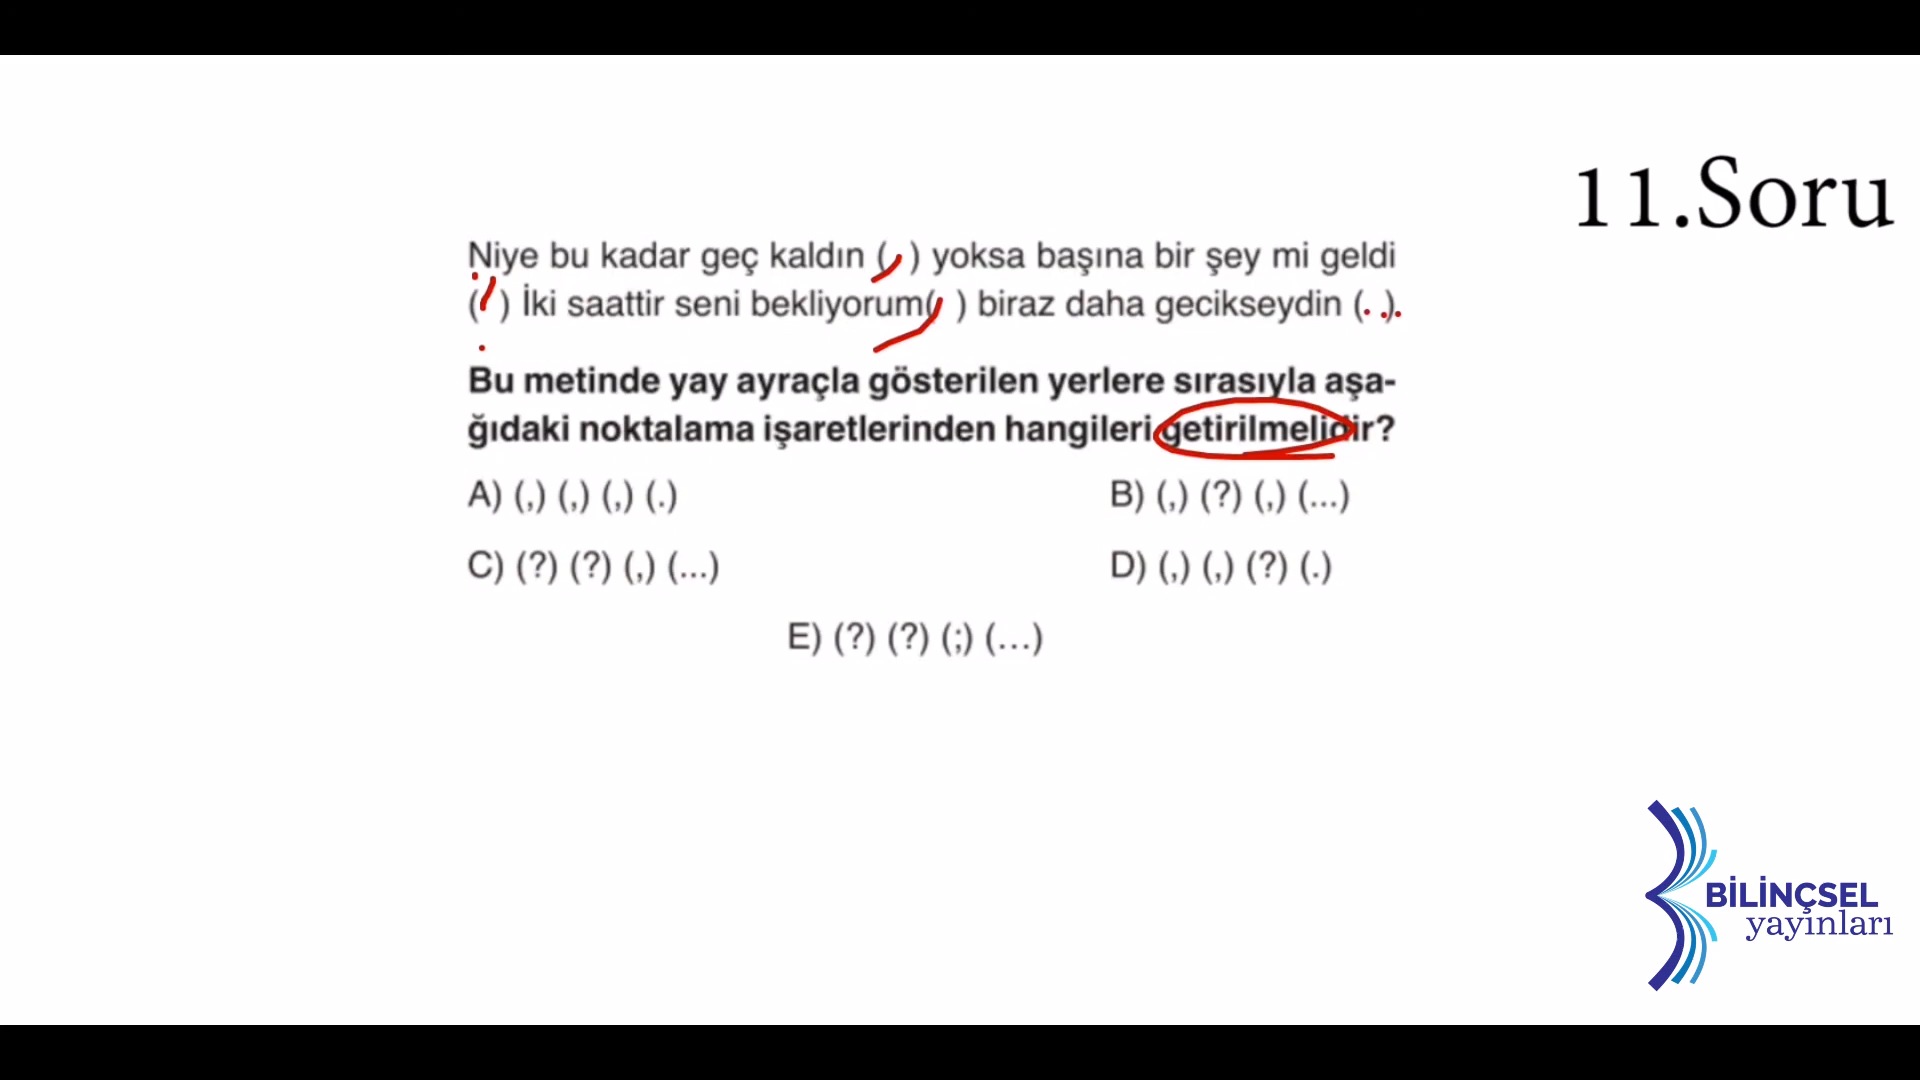 11.Soru
Niye bu kadar geç kaldın (,) yoksa başına bir şey mi geldi
( ) İki saattir seni bekliyorum(, ) biraz daha gecikseydin (...)
Bu metinde yay ayraçla gösterilen yerlere sırasıyla aşa-
ğıdaki noktalama işaretlerinden hangileri getirilmelidir?
A) (,) (,) (,) (.)
B) (,) (?) (,) (...)
C) (?) (?) (,) (...)
D) (,) (,) (?) (.)
E) (?) (?) (;) (...)
BİLİNÇSEL
yayınları